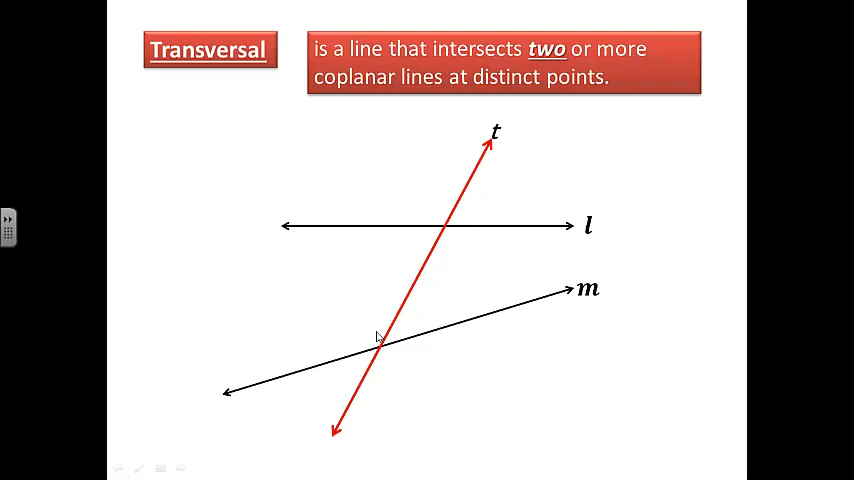 Transversal
is a line that intersects two or more
coplanar lines at distinct points.
t
l
m